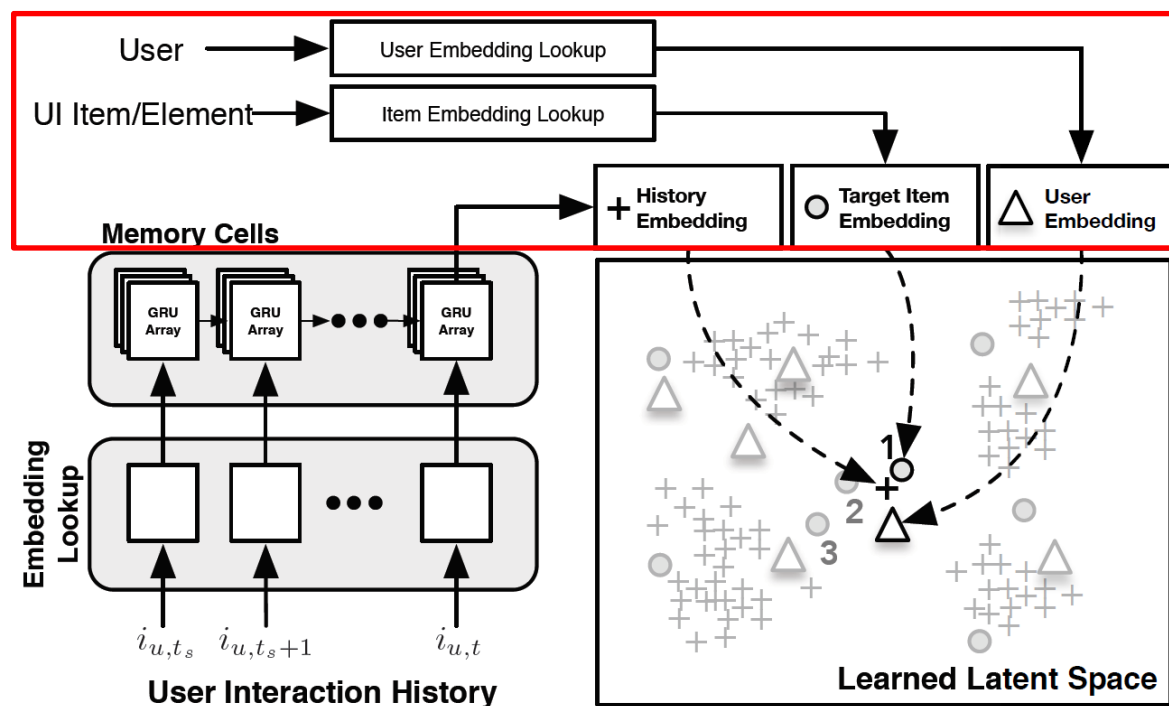 User
User Embedding Lookup
UI Item/Element
Item Embedding Lookup
+ History
Embedding
Target Item
Embedding
User
Embedding
Memory Cells
GRU
Array
GRU
Array
GRU
Array
Embedding
Lookup
i_{u,t_s}
i_{u,t_s+1}
i_{u,t}
User Interaction History
1
2
3
Learned Latent Space